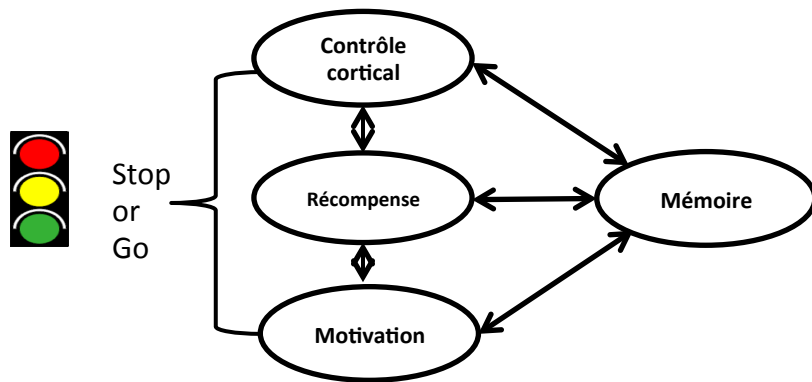 Contrôle
cortical
Stop
or
Go
Récompense
Mémoire
Motivation